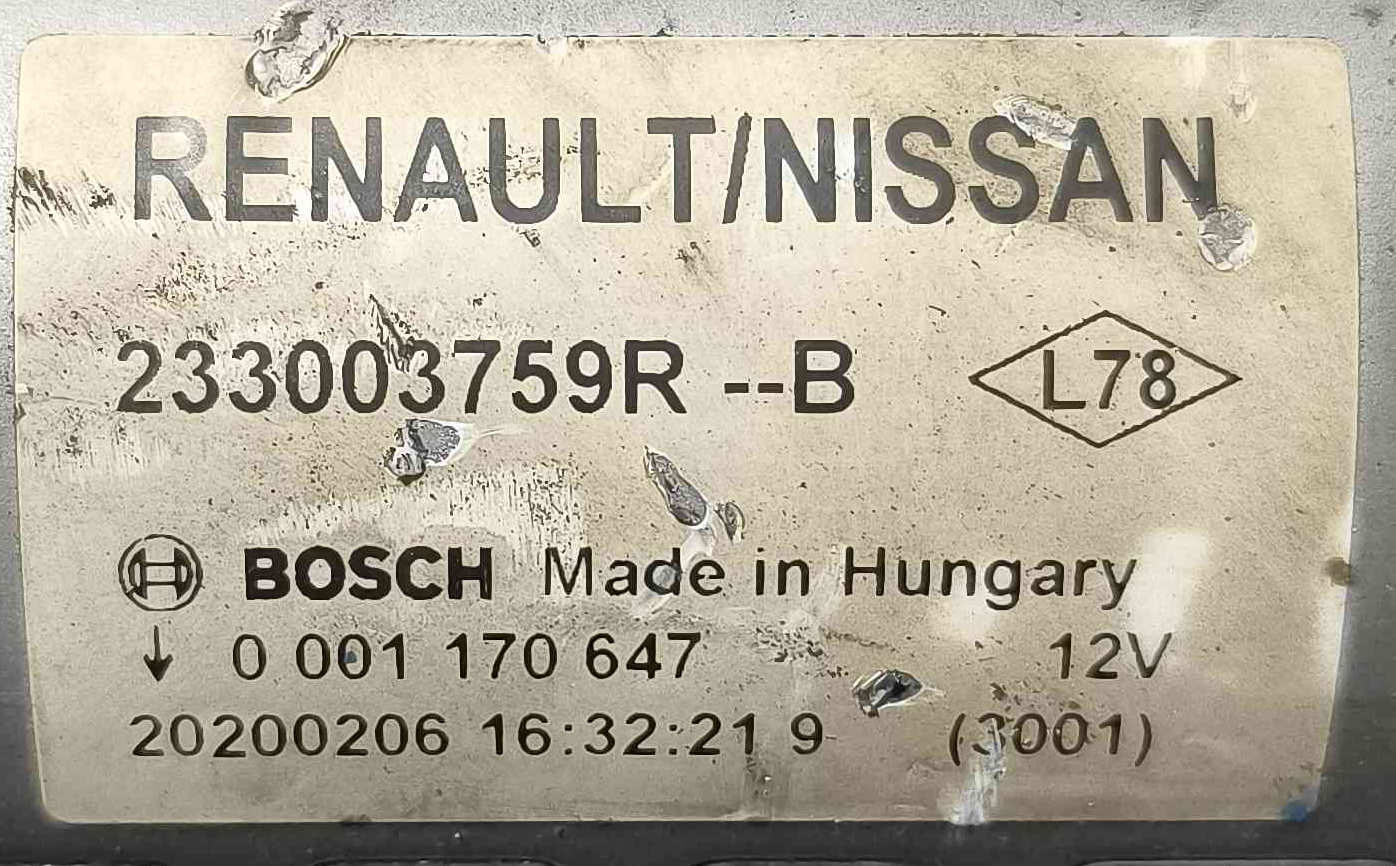 RENAULT/NISSAN
233003759R --B L78
BOSCH Made in Hungary
↓ 0 001 170 647 12V
20200206 16:32:21 9 (3001)